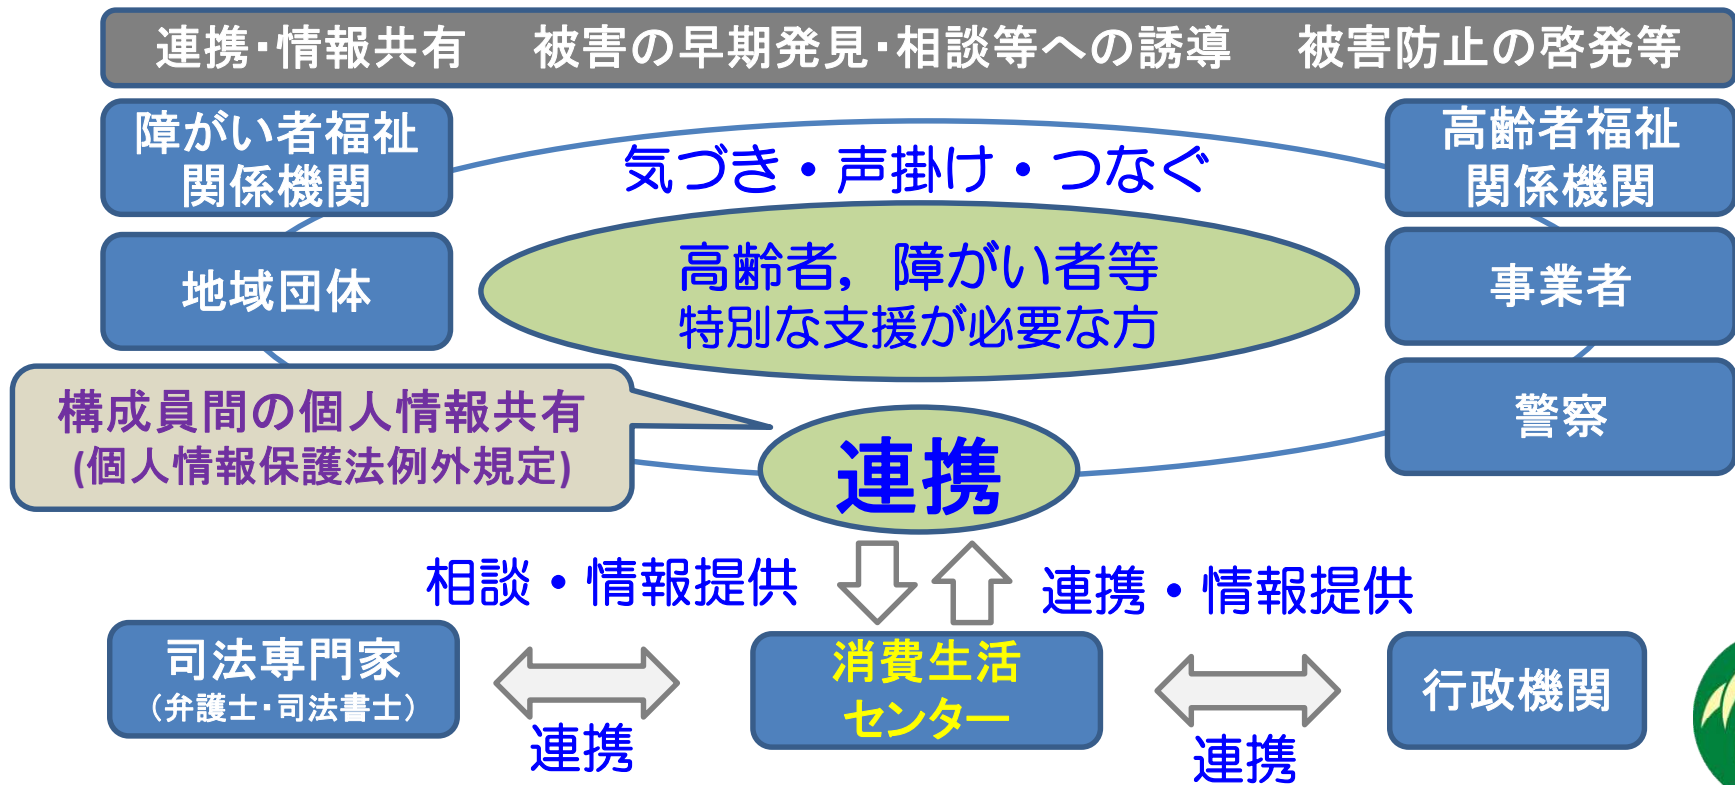 連携・情報共有　被害の早期発見・相談等への誘導　被害防止の啓発等
障がい者福祉
関係機関
高齢者福祉
関係機関
気づき・声掛け・つなぐ
地域団体
高齢者，障がい者等
特別な支援が必要な方
事業者
構成員間の個人情報共有
(個人情報保護法例外規定)
連携
警察
相談・情報提供
連携・情報提供
司法専門家
（弁護士・司法書士）
連携
消費生活
センター
連携
行政機関